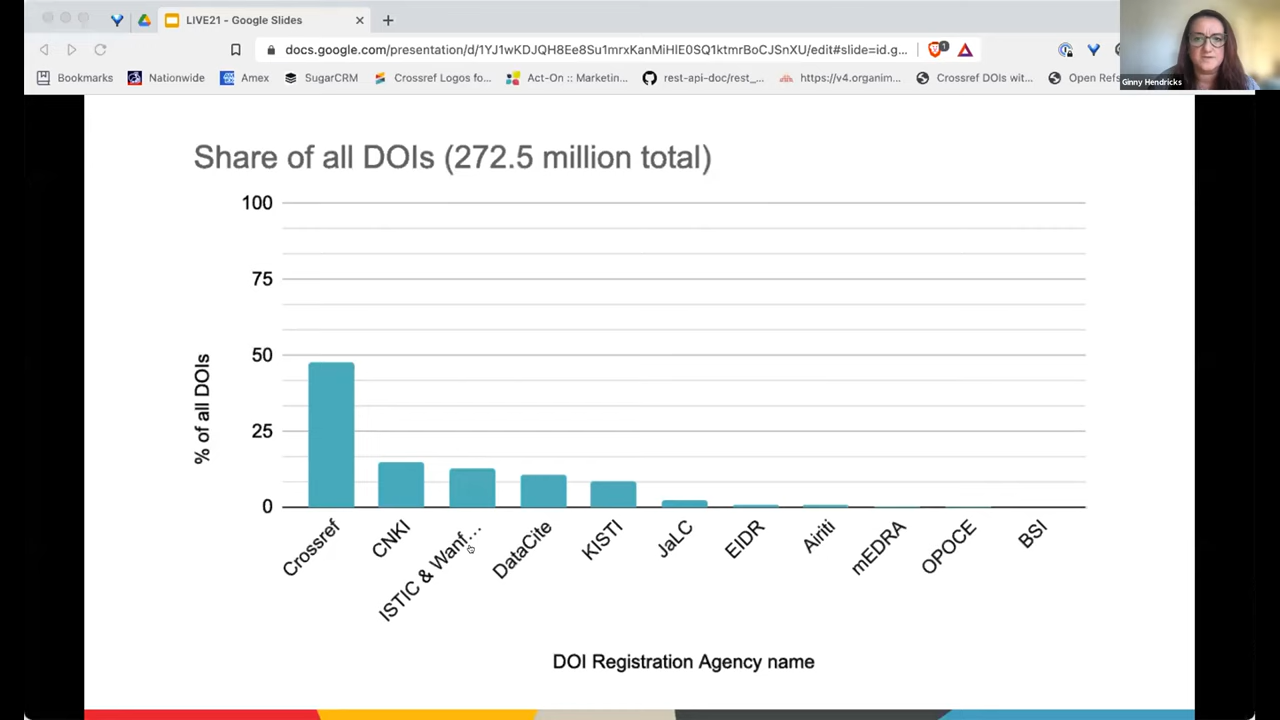 LIVE21 - Google Slides
docs.google.com/presentation/d/1YJ1wKDJQH8Ee8Su1mrxKanMiHlE0SQ1ktmrBoCJSnXU/edit#slide=id.g...
1
Bookmarks
Nationwide
Amex
SugarCRM
Crossref Logos fo...
Act-On :: Marketin...
rest-api-doc/rest_...
https://v4.organim...
Crossref DOIs wit...
Open Refs
Ginny Hendricks
Share of all DOIs (272.5 million total)
100
75
50
25
0
% of all DOIs
Crossref
CNKI
ISTIC & Wanf...
DataCite
KISTI
JaLC
EIDR
Airiti
mEDRA
OPOCE
BSI
DOI Registration Agency name